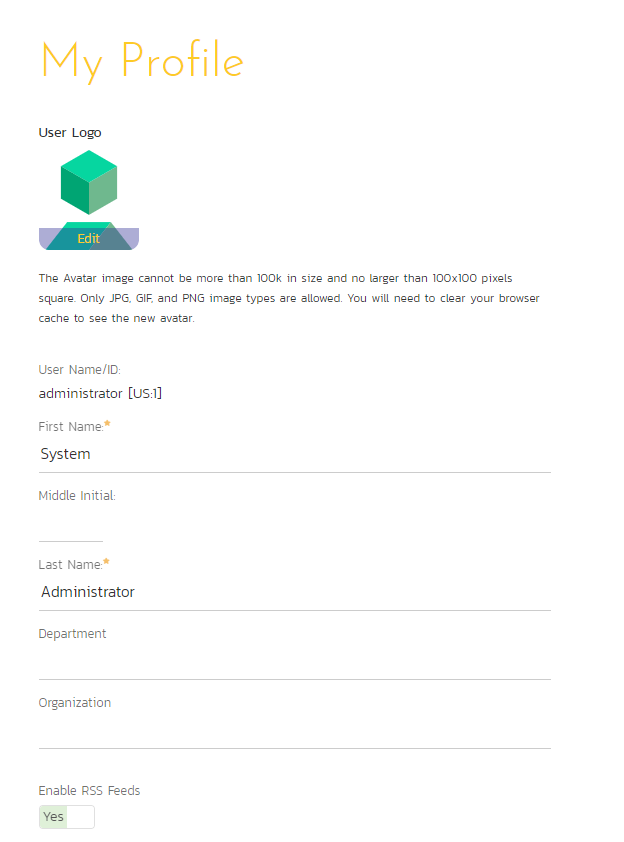 My Profile
User Logo
Edit
The Avatar image cannot be more than 100k in size and no larger than 100x100 pixels
square. Only JPG, GIF, and PNG image types are allowed. You will need to clear your browser
cache to see the new avatar.
User Name/ID:
administrator [US:1]
First Name:*
System
Middle Initial:
Last Name:*
Administrator
Department
Organization
Enable RSS Feeds
Yes